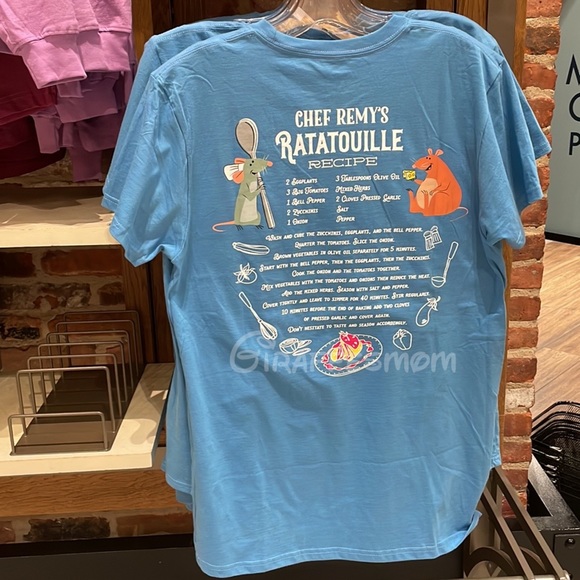 CHEF REMY'S
RATATOUILLE
RECIPE
2 EGGPLANTS 3 TABLESPOONS OLIVE OIL
3 BIG TOMATOES MIXED HERBS
1 BELL PEPPER 2 CLOVES PRESSED GARLIC
2 ZUCCHINIS SALT
1 ONION PEPPER
WASH AND CUBE THE ZUCCHINIS, EGGPLANTS, AND THE BELL PEPPER.
QUARTER THE TOMATOES. SLICE THE ONION.
BROWN VEGETABLES IN OLIVE OIL SEPARATELY FOR 5 MINUTES.
START WITH THE BELL PEPPER, THEN THE EGGPLANTS, THEN THE ZUCCHINIS.
COOK THE ONION AND THE TOMATOES TOGETHER.
MIX VEGETABLES WITH THE TOMATOES AND ONIONS THEN REDUCE THE HEAT.
ADD THE MIXED HERBS. SEASON WITH SALT AND PEPPER.
COVER TIGHTLY AND LEAVE TO SIMMER FOR 40 MINUTES. STIR REGULARLY.
10 MINUTES BEFORE THE END OF BAKING ADD TWO CLOVES
OF PRESSED GARLIC AND COVER AGAIN.
DON'T HESITATE TO TASTE AND SEASON ACCORDINGLY.
Giraffesmom
M
C
P